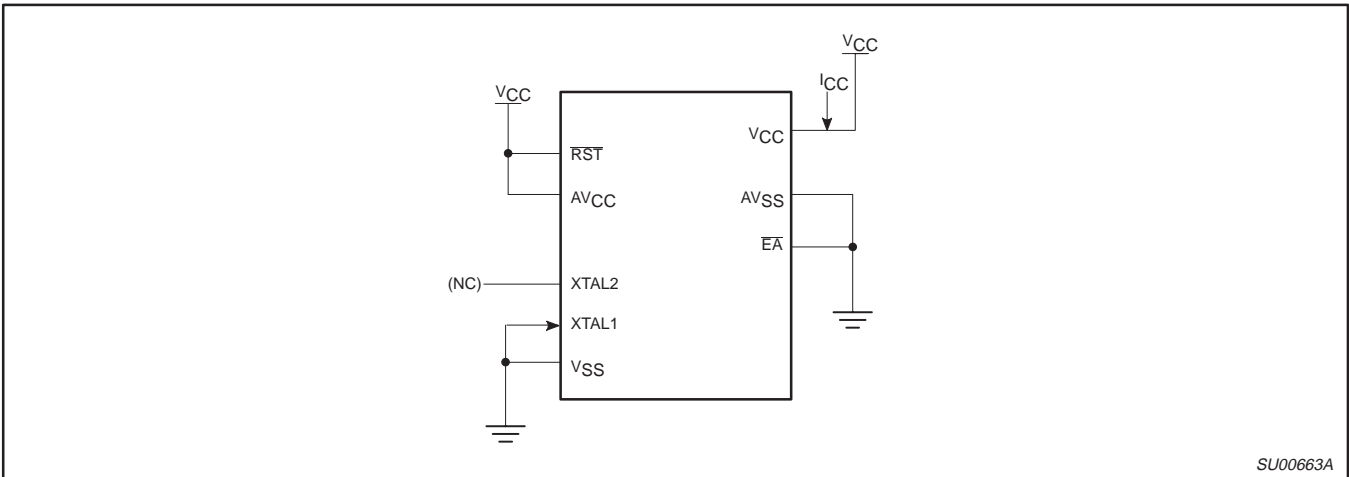 VCC
ICC
VCC
VCC
RST
AVCC
AVSS
EA
(NC)
XTAL2
XTAL1
VSS
SU00663A